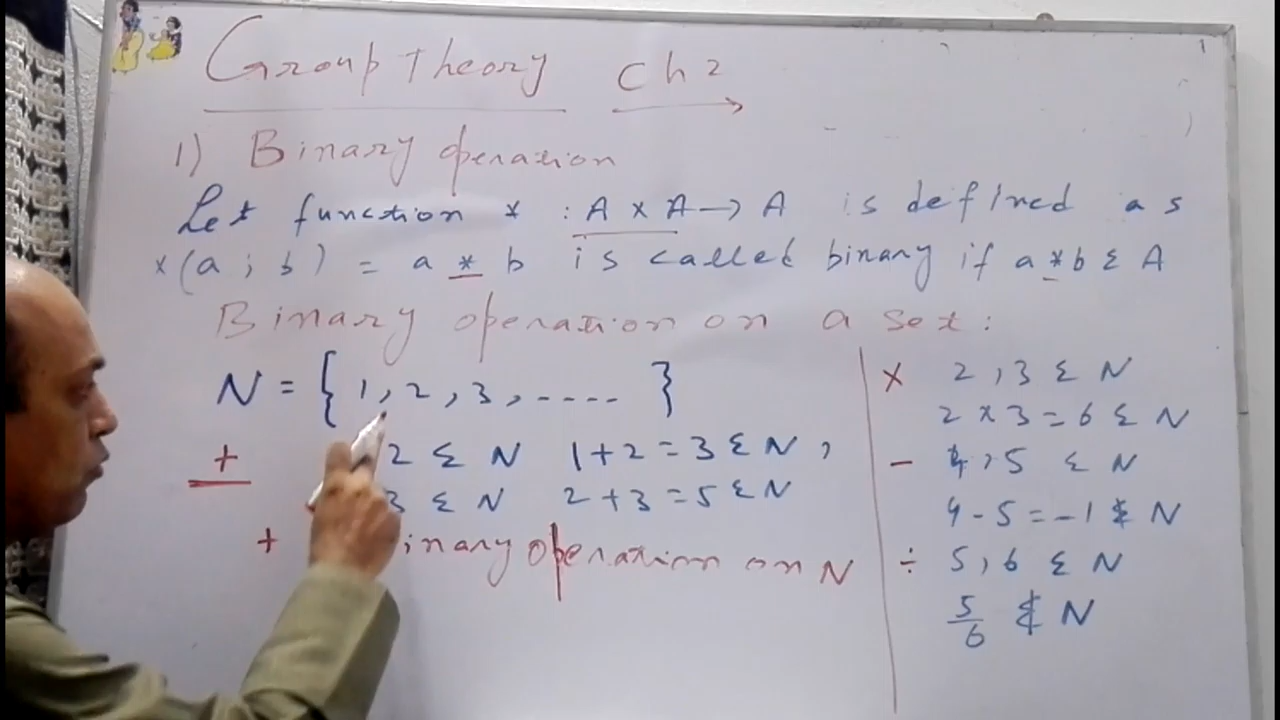 Group Theory Ch 2
1) Binary operation
Let function * : A x A → A is defined as
*(a ; b) = a * b is called binary if a * b Σ A
Binary operation on a set :
N = { 1, 2, 3, ---- }
+ 2 Σ N 1 + 2 = 3 Σ N ,
3 Σ N 2 + 3 = 5 Σ N
+ inary operation on N
x 2, 3 Σ N
2 x 3 = 6 Σ N
- 4, 5 Σ N
4 - 5 = -1 ∉ N
÷ 5, 6 Σ N
5/6 ∉ N